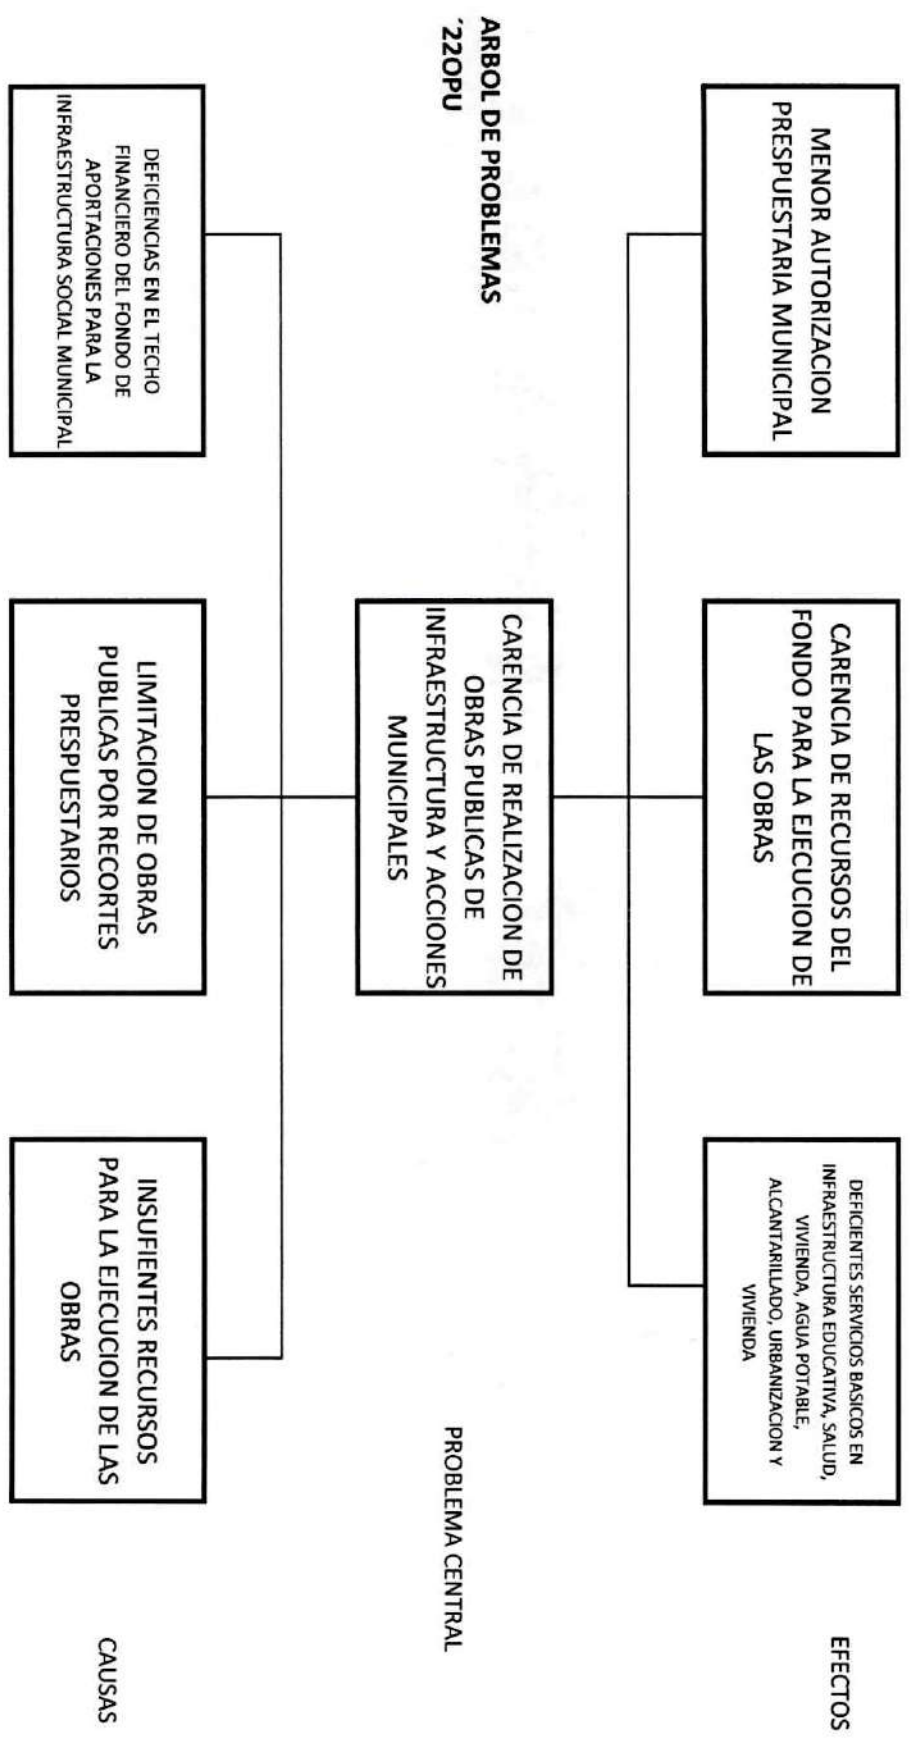 MENOR AUTORIZACION
PRESPUESTARIA MUNICIPAL
CARENCIA DE RECURSOS DEL
FONDO PARA LA EJECUCION DE
LAS OBRAS
DEFICIENTES SERVICIOS BASICOS EN
INFRAESTRUCTURA EDUCATIVA, SALUD,
VIVIENDA, AGUA POTABLE,
ALCANTARILLADO, URBANIZACION Y
VIVIENDA
EFECTOS
ARBOL DE PROBLEMAS
´22OPU
CARENCIA DE REALIZACION DE
OBRAS PUBLICAS DE
INFRAESTRUCTURA Y ACCIONES
MUNICIPALES
PROBLEMA CENTRAL
DEFICIENCIAS EN EL TECHO
FINANCIERO DEL FONDO DE
APORTACIONES PARA LA
INFRAESTRUCTURA SOCIAL MUNICIPAL
LIMITACION DE OBRAS
PUBLICAS POR RECORTES
PRESPUESTARIOS
INSUFIENTES RECURSOS
PARA LA EJECUCION DE LAS
OBRAS
CAUSAS